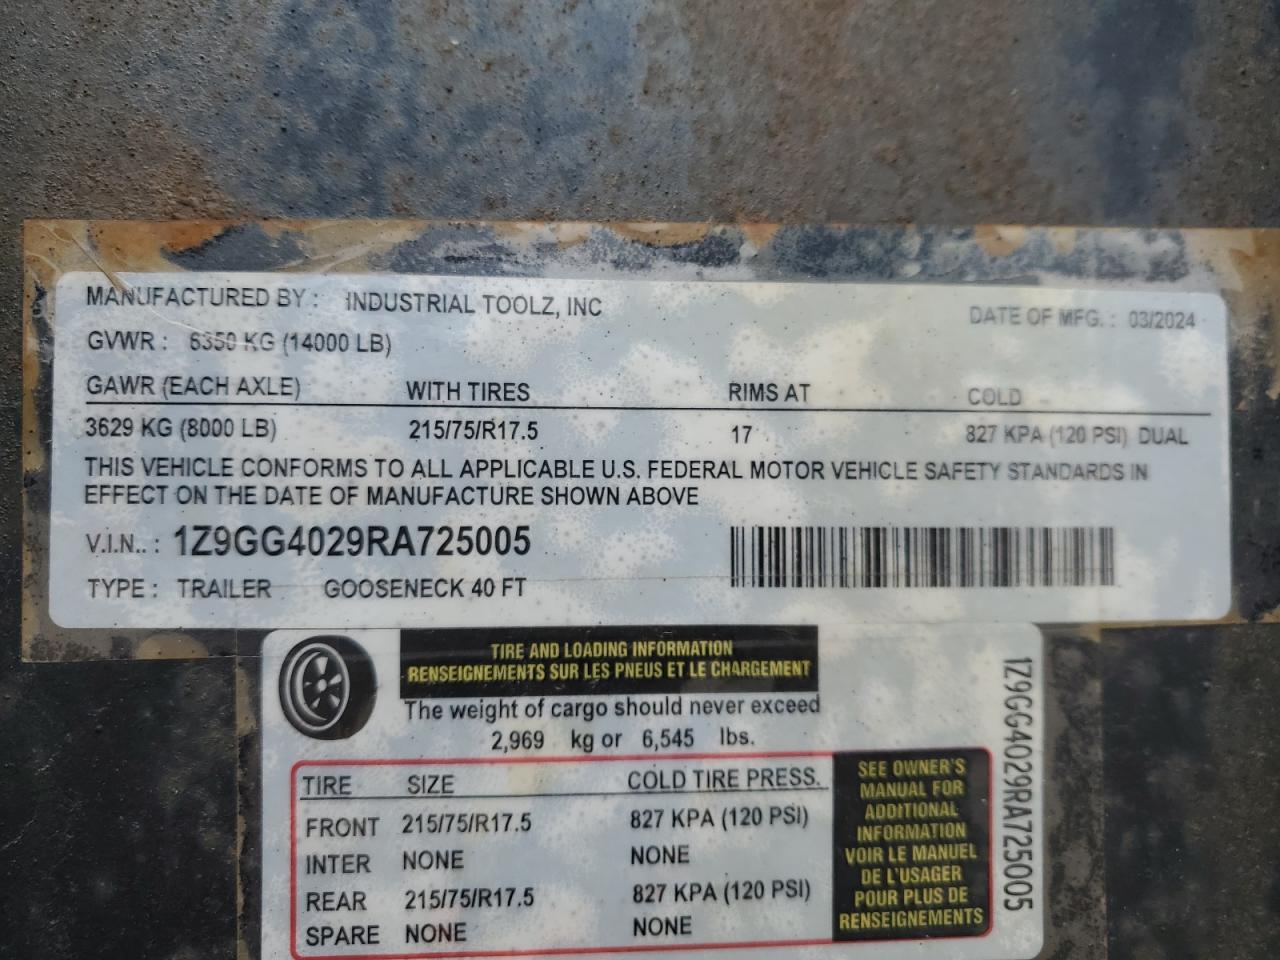 MANUFACTURED BY : INDUSTRIAL TOOLZ, INC
DATE OF MFG. : 03/2024
GVWR : 6350 KG (14000 LB)
GAWR (EACH AXLE) WITH TIRES RIMS AT COLD
3629 KG (8000 LB) 215/75/R17.5 17 827 KPA (120 PSI) DUAL
THIS VEHICLE CONFORMS TO ALL APPLICABLE U.S. FEDERAL MOTOR VEHICLE SAFETY STANDARDS IN
EFFECT ON THE DATE OF MANUFACTURE SHOWN ABOVE
V.I.N.. : 1Z9GG4029RA725005
TYPE : TRAILER GOOSENECK 40 FT
TIRE AND LOADING INFORMATION
RENSEIGNEMENTS SUR LES PNEUS ET LE CHARGEMENT
The weight of cargo should never exceed
2,969 kg or 6,545 lbs.
TIRE SIZE COLD TIRE PRESS.
FRONT 215/75/R17.5 827 KPA (120 PSI)
INTER NONE NONE
REAR 215/75/R17.5 827 KPA (120 PSI)
SPARE NONE NONE
SEE OWNER'S
MANUAL FOR
ADDITIONAL
INFORMATION
VOIR LE MANUEL
DE L'USAGER
POUR PLUS DE
RENSEIGNEMENTS
1Z9GG4029RA725005